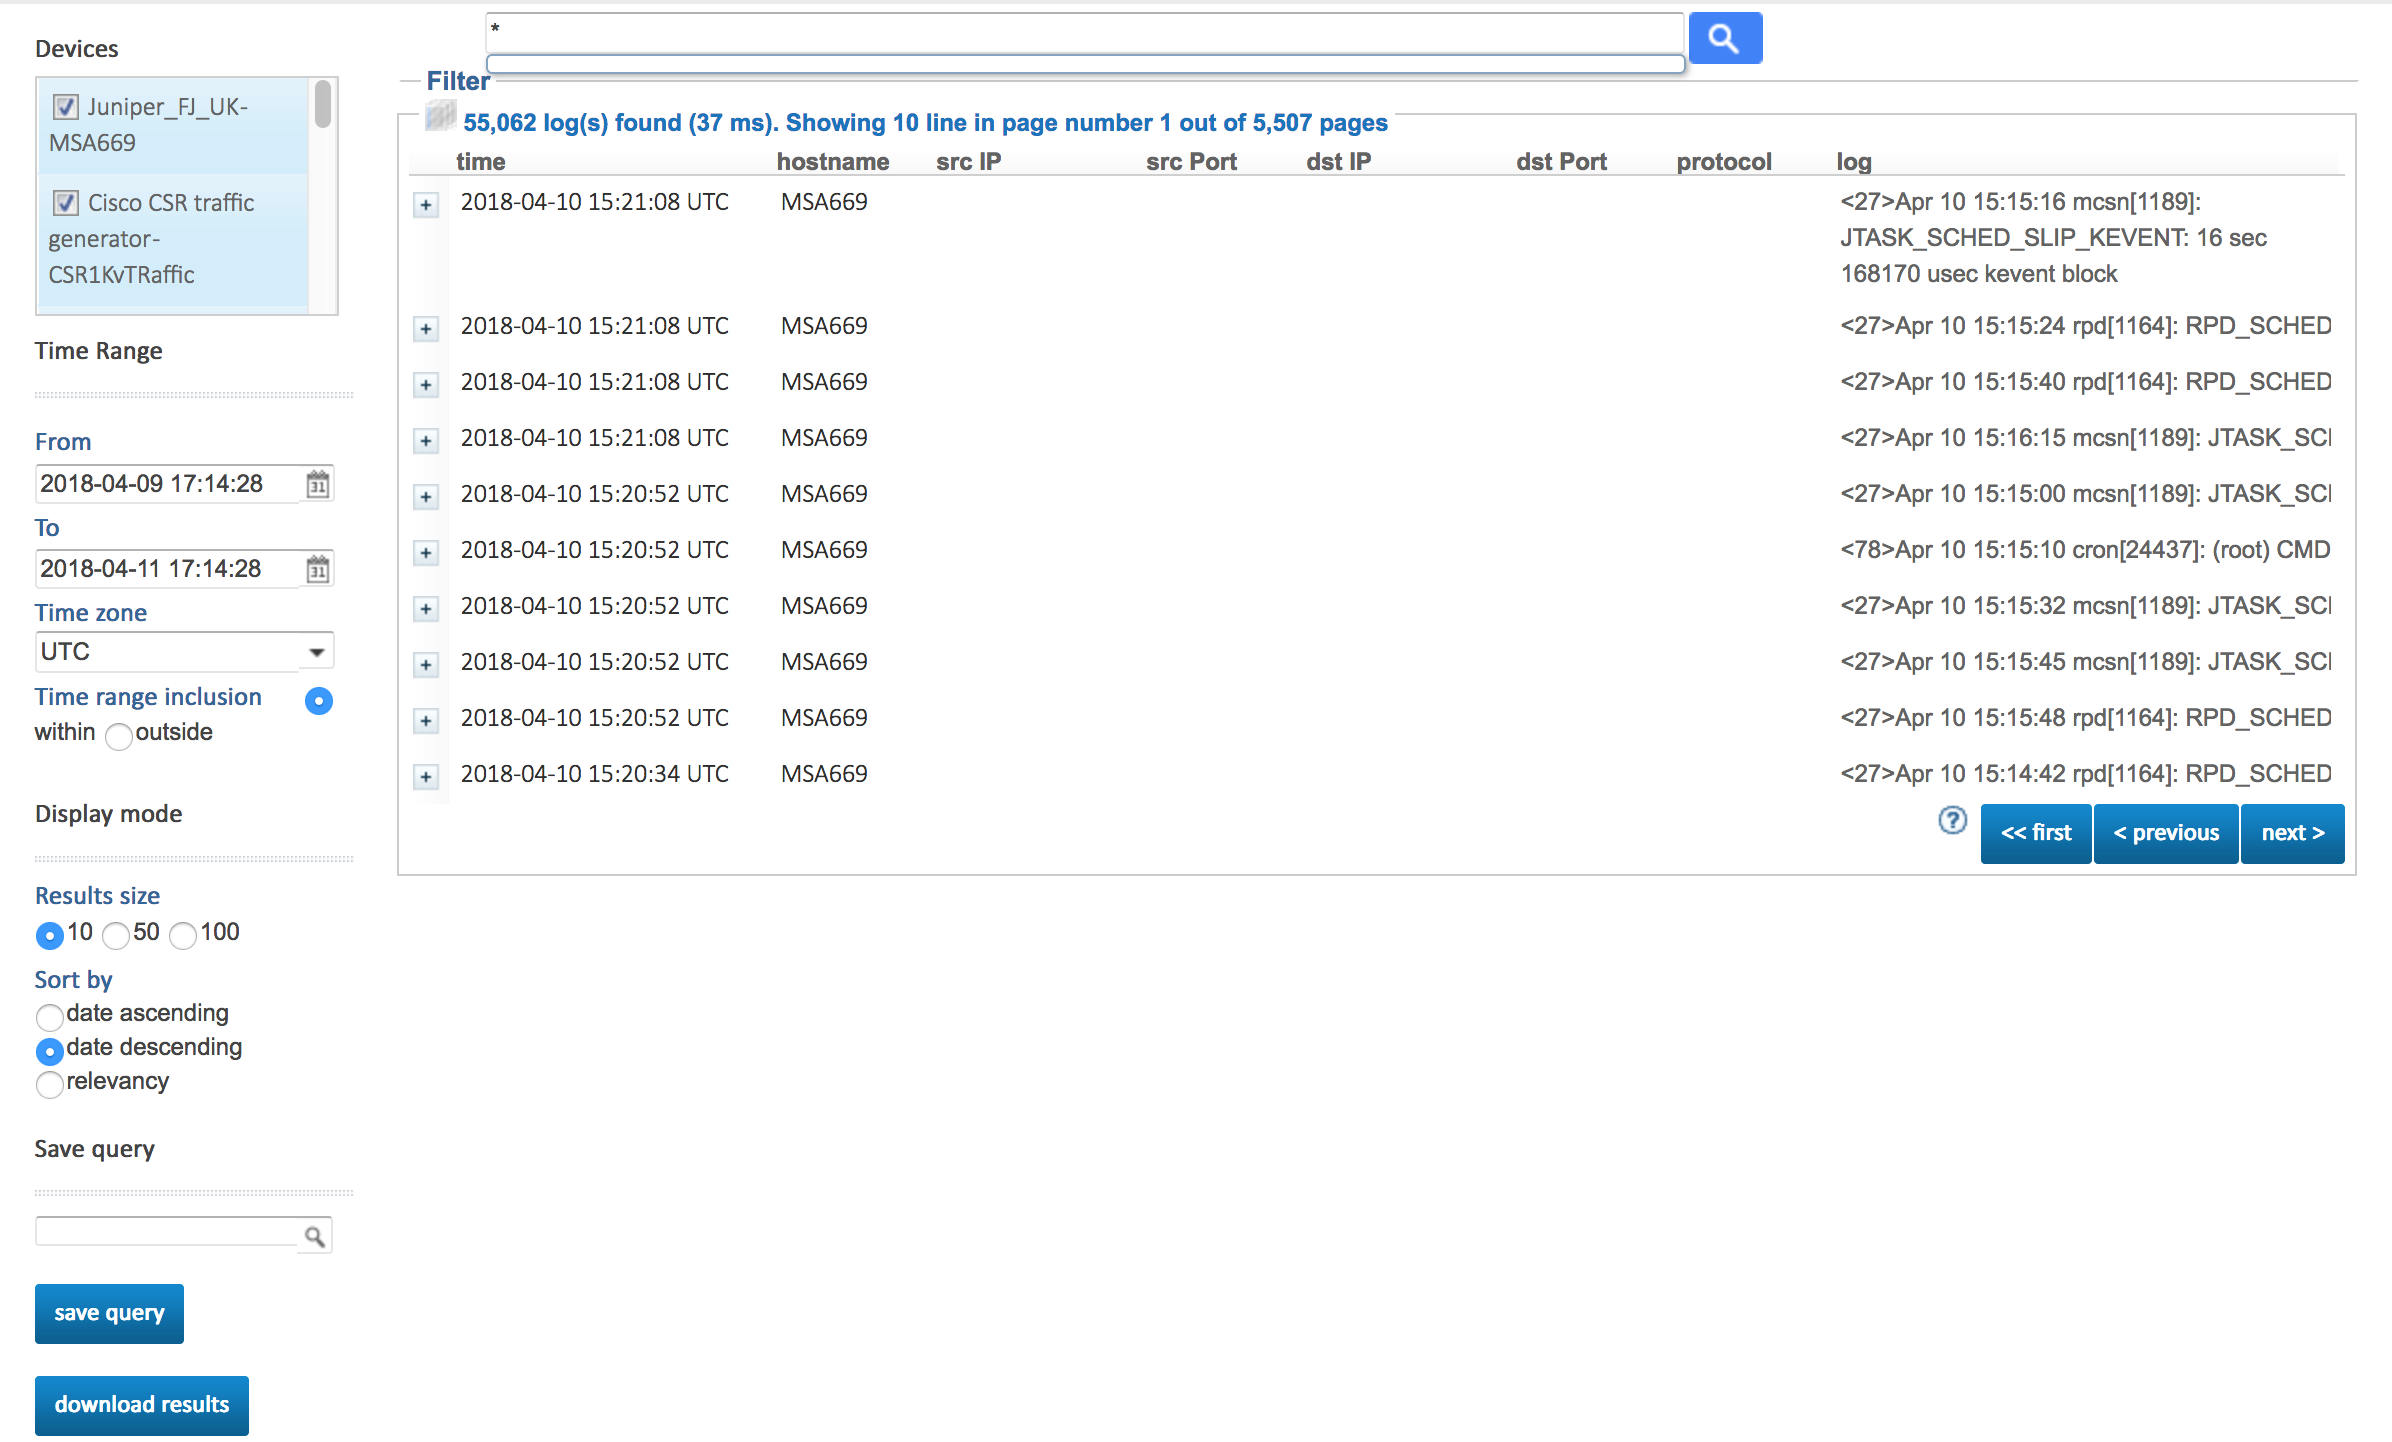 Devices
Juniper_FJ_UK-
MSA669
Cisco CSR traffic
generator-
CSR1KvTRaffic
Time Range
From
2018-04-09 17:14:28
31
To
2018-04-11 17:14:28
31
Time zone
UTC
Time range inclusion
within outside
Display mode
Results size
10 50 100
Sort by
date ascending
date descending
relevancy
Save query
save query
download results
*
Filter
55,062 log(s) found (37 ms). Showing 10 line in page number 1 out of 5,507 pages
time hostname src IP src Port dst IP dst Port protocol log
+ 2018-04-10 15:21:08 UTC MSA669 <27>Apr 10 15:15:16 mcsn[1189]:
JTASK_SCHED_SLIP_KEVENT: 16 sec
168170 usec kevent block
+ 2018-04-10 15:21:08 UTC MSA669 <27>Apr 10 15:15:24 rpd[1164]: RPD_SCHED
+ 2018-04-10 15:21:08 UTC MSA669 <27>Apr 10 15:15:40 rpd[1164]: RPD_SCHED
+ 2018-04-10 15:21:08 UTC MSA669 <27>Apr 10 15:16:15 mcsn[1189]: JTASK_SC
+ 2018-04-10 15:20:52 UTC MSA669 <27>Apr 10 15:15:00 mcsn[1189]: JTASK_SC
+ 2018-04-10 15:20:52 UTC MSA669 <78>Apr 10 15:15:10 cron[24437]: (root) CMD
+ 2018-04-10 15:20:52 UTC MSA669 <27>Apr 10 15:15:32 mcsn[1189]: JTASK_SC
+ 2018-04-10 15:20:52 UTC MSA669 <27>Apr 10 15:15:45 mcsn[1189]: JTASK_SC
+ 2018-04-10 15:20:52 UTC MSA669 <27>Apr 10 15:15:48 rpd[1164]: RPD_SCHED
+ 2018-04-10 15:20:34 UTC MSA669 <27>Apr 10 15:14:42 rpd[1164]: RPD_SCHED
? << first < previous next >